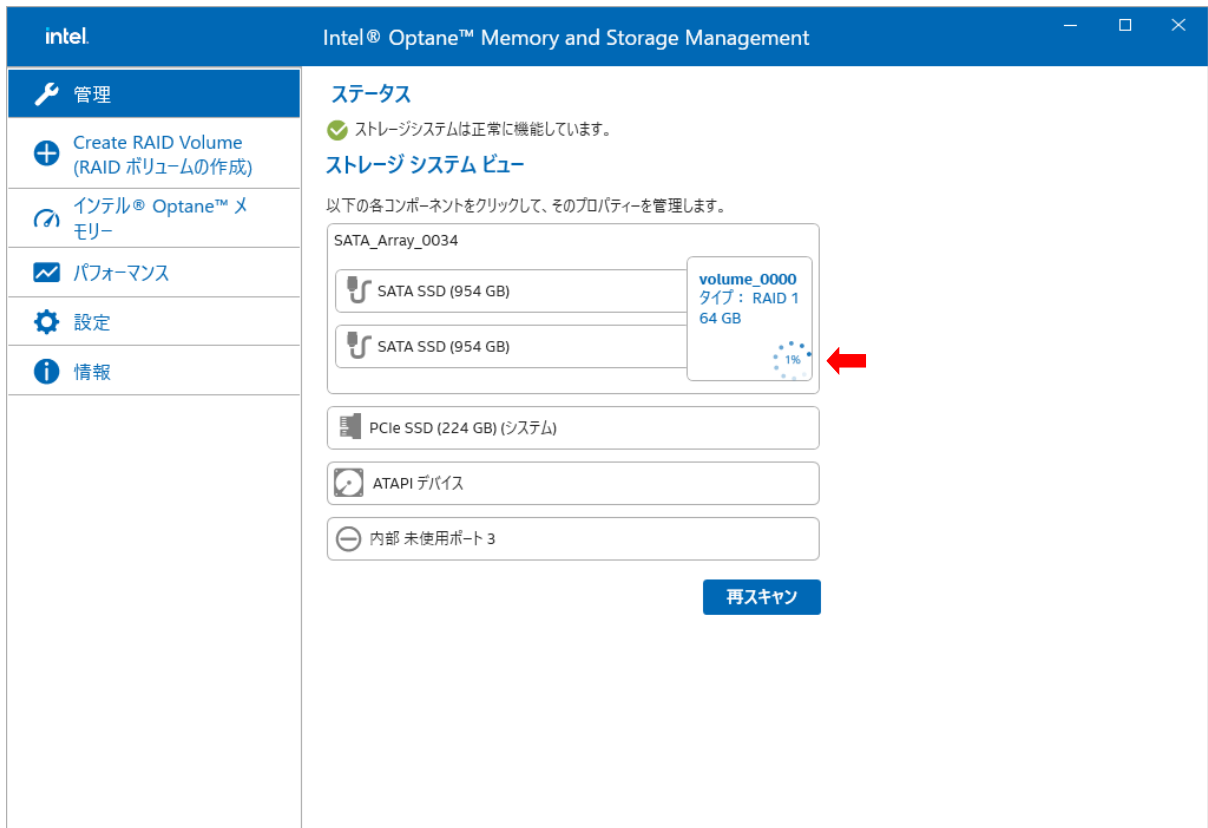 intel.
Intel® Optane™ Memory and Storage Management
管理
Create RAID Volume
(RAID ボリュームの作成)
インテル® Optane™ メ
モリー
パフォーマンス
設定
情報
ステータス
ストレージシステムは正常に機能しています。
ストレージ システム ビュー
以下の各コンポーネントをクリックして、そのプロパティーを管理します。
SATA_Array_0034
SATA SSD (954 GB)
SATA SSD (954 GB)
volume_0000
タイプ： RAID 1
64 GB
1%
PCIe SSD (224 GB) (システム)
ATAPI デバイス
内部 未使用ポート 3
再スキャン